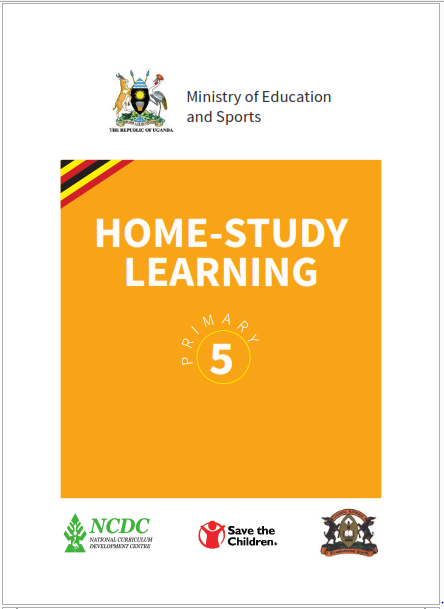 THE REPUBLIC OF UGANDA
Ministry of Education
and Sports
HOME-STUDY
LEARNING
PRIMARY
5
NCDC
NATIONAL CURRICULUM
DEVELOPMENT CENTRE
Save the
Children.